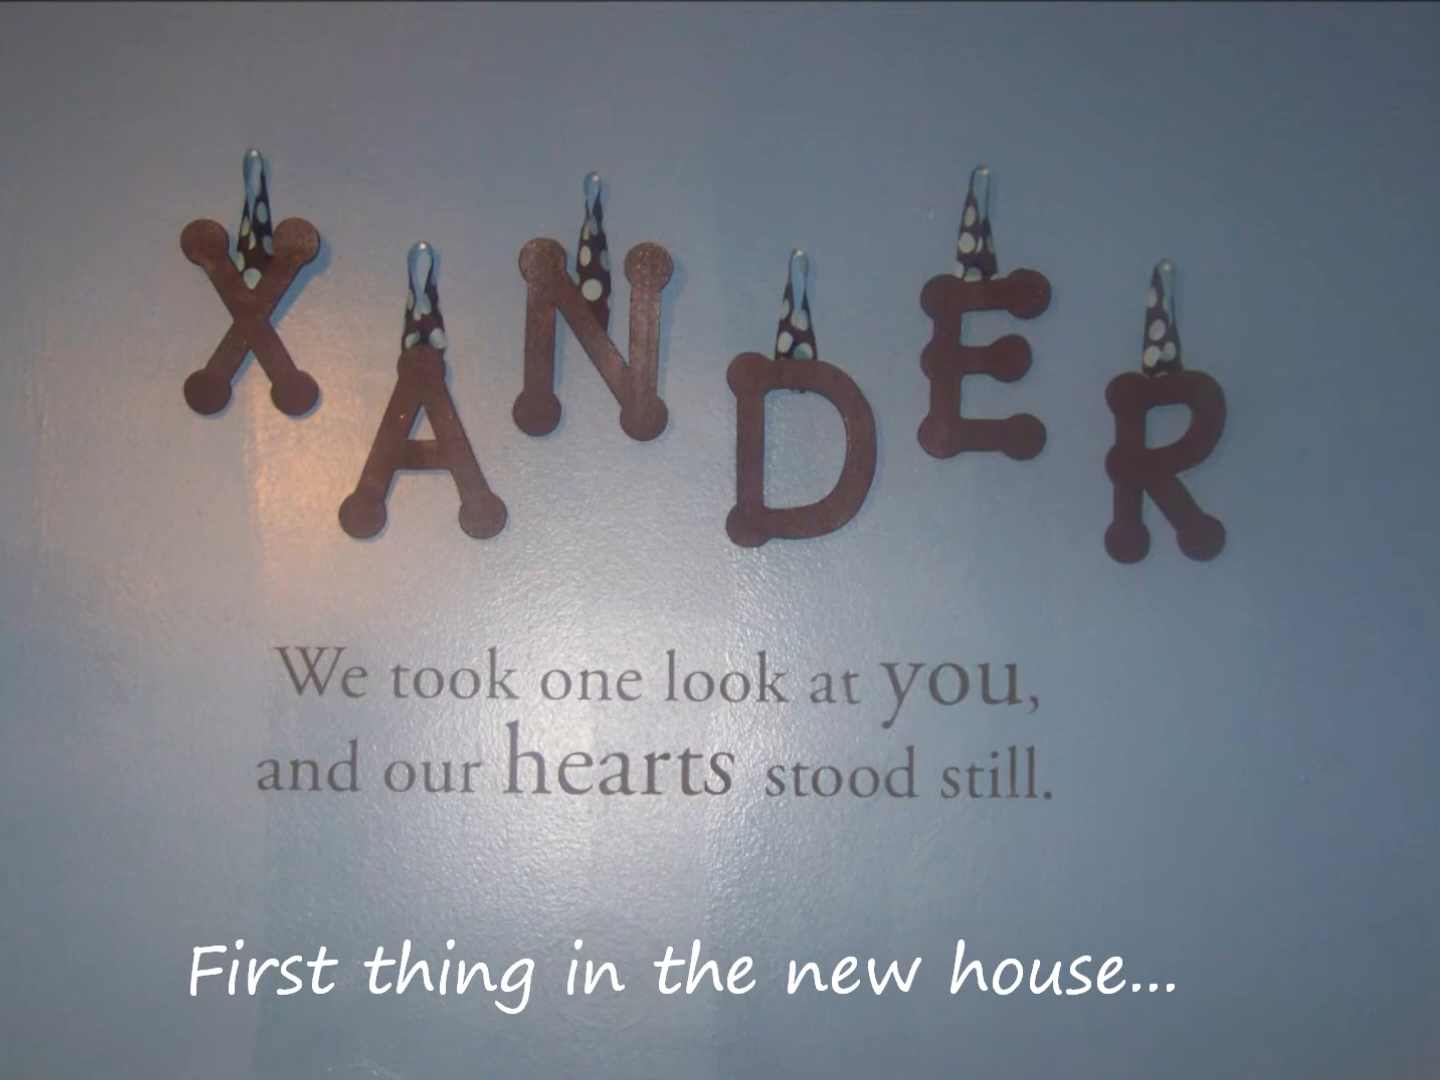 XANDER
We took one look at you,
and our hearts stood still.
First thing in the new house...